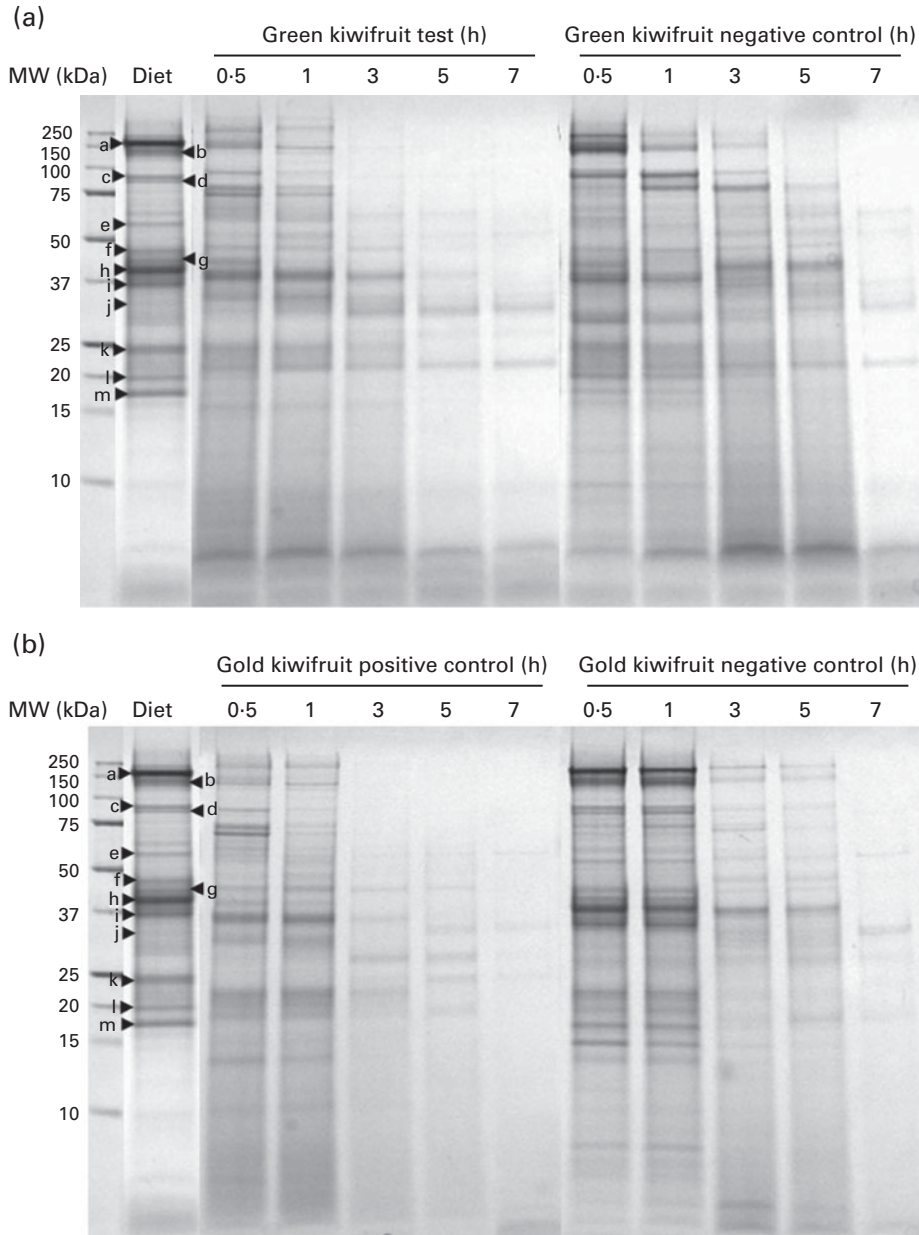 (a)
Green kiwifruit test (h) Green kiwifruit negative control (h)
MW (kDa) Diet 0·5 1 3 5 7 0·5 1 3 5 7
250
a
150 b
100
c d
75
e
50
f
g
h
37 i
j
25
k
20 l
m
15
10
(b)
Gold kiwifruit positive control (h) Gold kiwifruit negative control (h)
MW (kDa) Diet 0·5 1 3 5 7 0·5 1 3 5 7
250
a
150 b
100
c d
75
e
50
f
g
h
37 i
j
25
k
20 l
m
15
10